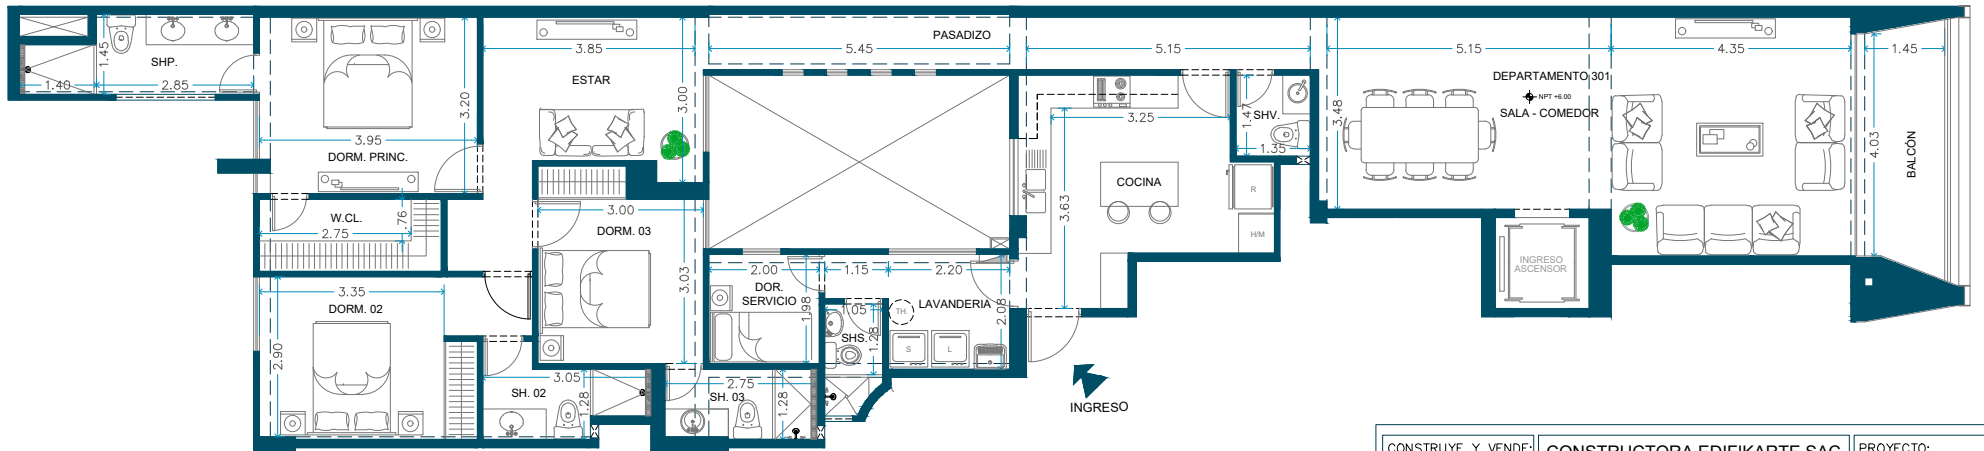 SHP.
1.45
1.40
2.85
3.95
DORM. PRINC.
3.20
W.CL.
2.75
.76
3.35
DORM. 02
2.90
3.85
ESTAR
3.00
3.00
DORM. 03
3.03
3.05
SH. 02
1.28
2.75
SH. 03
1.28
5.45
PASADIZO
2.00
DOR.
SERVICIO
1.98
1.15
1.05
SHS.
1.28
2.20
LAVANDERIA
TH.
S
L
2.08
5.15
3.25
COCINA
3.63
R
H/M
SHV.
1.47
1.35
INGRESO
5.15
DEPARTAMENTO 301
NPT +6.00
SALA - COMEDOR
3.48
INGRESO
ASCENSOR
4.35
1.45
4.03
BALCÓN
CONSTRUYE Y VENDE:
CONSTRUCTORA EDIFIKARTE SAC
PROYECTO: